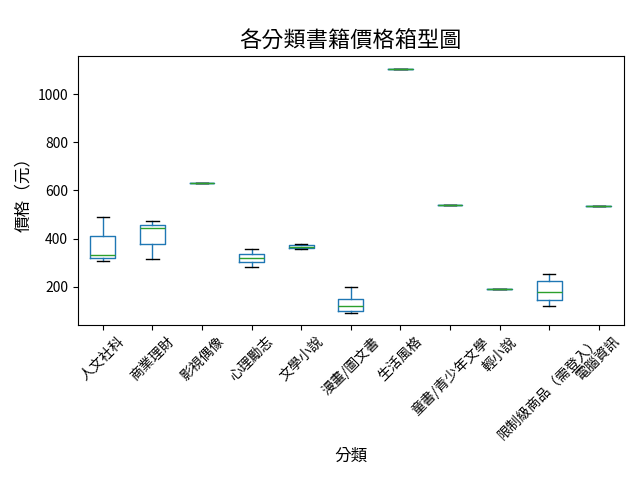 各分類書籍價格箱型圖
價格（元）
1000
800
600
400
200
人文社科
商業理財
影視偶像
心理勵志
文學小說
漫畫/圖文書
生活風格
童書/青少年文學
輕小說
限制級商品（需登入）
電腦資訊
分類